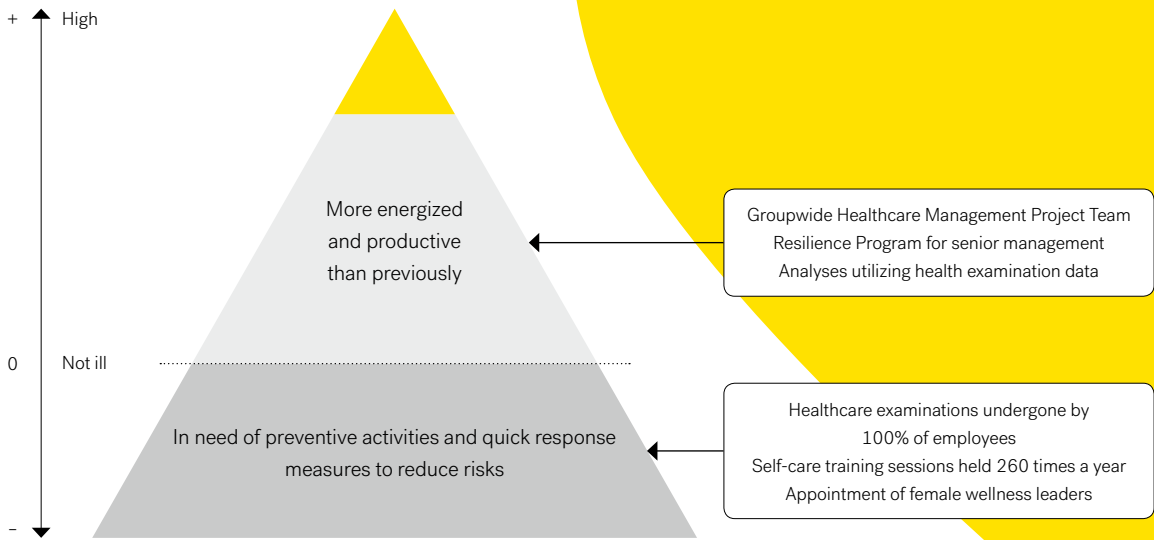 +
High
More energized
and productive
than previously
Groupwide Healthcare Management Project Team
Resilience Program for senior management
Analyses utilizing health examination data
0
Not ill
In need of preventive activities and quick response
measures to reduce risks
Healthcare examinations undergone by
100% of employees
Self-care training sessions held 260 times a year
Appointment of female wellness leaders
–